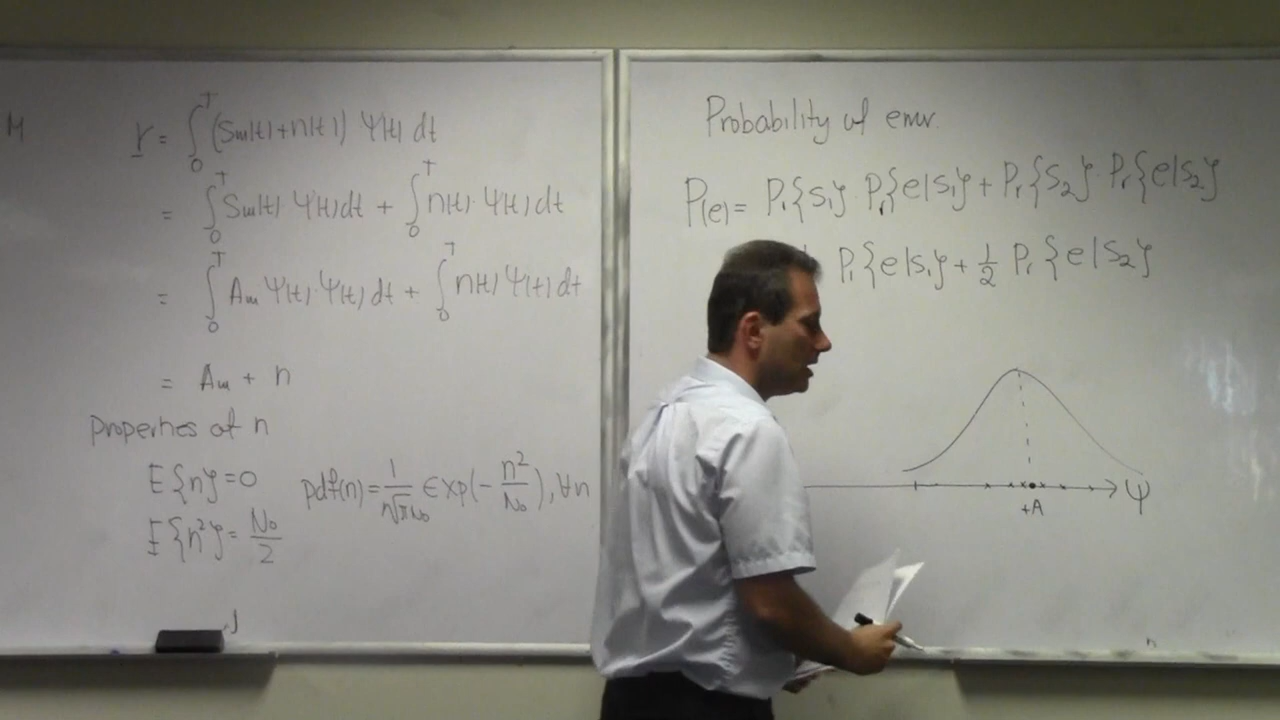 M
r = ∫₀ᵀ (Sm(t)+n(t)) Ψ(t) dt
= ∫₀ᵀ Sm(t)·Ψ(t)dt + ∫₀ᵀ n(t)·Ψ(t)dt
= ∫₀ᵀ Am Ψ(t)·Ψ(t)dt + ∫₀ᵀ n(t)Ψ(t)dt
= Am + n
Properties of n
E{n}=0
pdf(n)=1/√πN₀ exp(-n²/N₀), ∀n
E{n²}=N₀/2
Probability of error.
P(e)= Pr{S₁}·Pr{e|S₁}+Pr{S₂}·Pr{e|S₂}
Pr{e|S₁}+1/2 Pr{e|S₂}
Ψ
+A